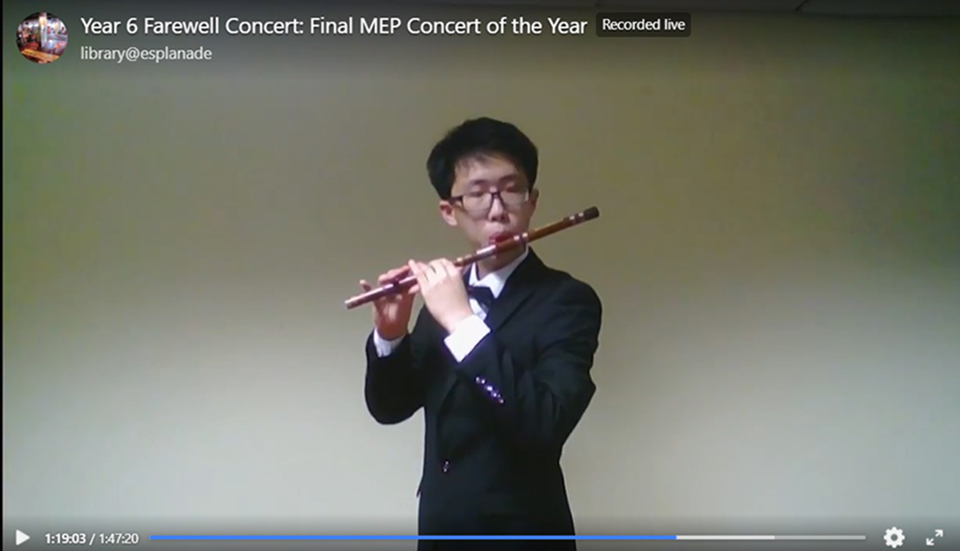 Year 6 Farewell Concert: Final MEP Concert of the Year Recorded live
library@esplanade
1:19:03 / 1:47:20